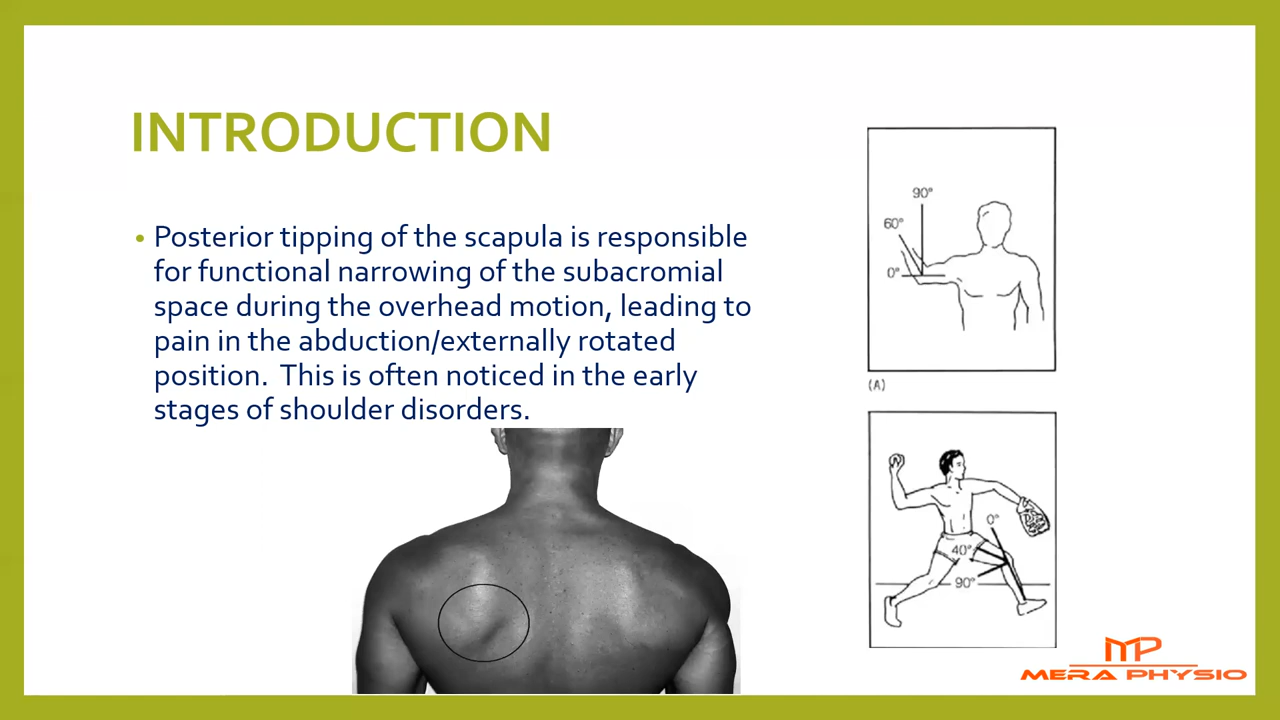 INTRODUCTION
• Posterior tipping of the scapula is responsible
for functional narrowing of the subacromial
space during the overhead motion, leading to
pain in the abduction/externally rotated
position.  This is often noticed in the early
stages of shoulder disorders.
90°
60°
0°
(A)
0°
40°
90°
MP
MERA PHYSIO